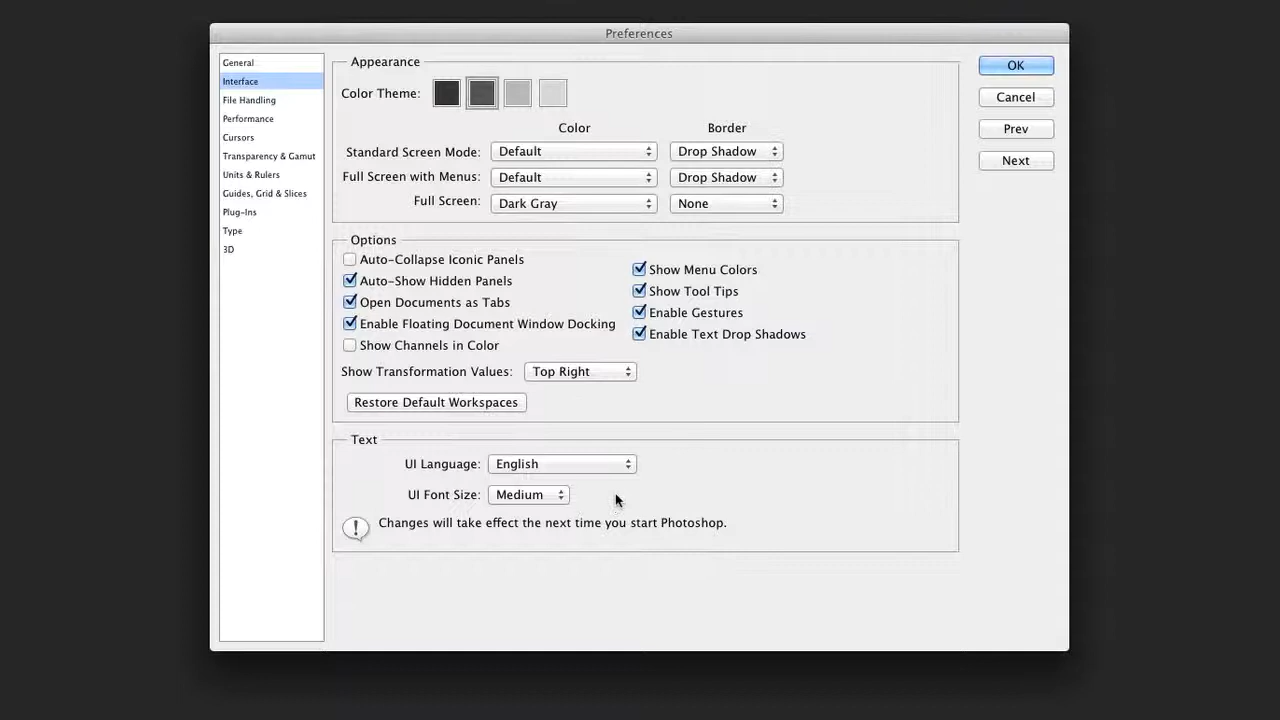 Preferences
General
Interface
File Handling
Performance
Cursors
Transparency & Gamut
Units & Rulers
Guides, Grid & Slices
Plug-Ins
Type
3D
Appearance
Color Theme:
Color Border
Standard Screen Mode: Default Drop Shadow
Full Screen with Menus: Default Drop Shadow
Full Screen: Dark Gray None
Options
Auto-Collapse Iconic Panels
Auto-Show Hidden Panels
Open Documents as Tabs
Enable Floating Document Window Docking
Show Channels in Color
Show Menu Colors
Show Tool Tips
Enable Gestures
Enable Text Drop Shadows
Show Transformation Values: Top Right
Restore Default Workspaces
Text
UI Language: English
UI Font Size: Medium
Changes will take effect the next time you start Photoshop.
OK
Cancel
Prev
Next